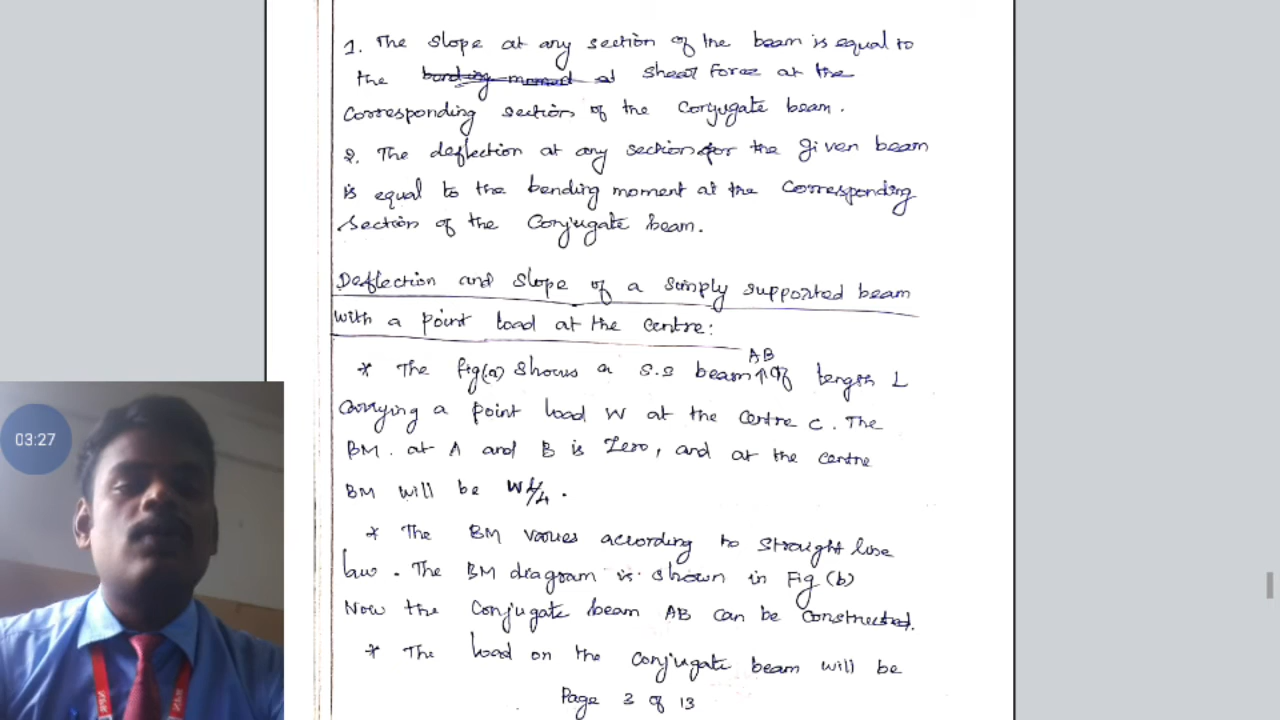 1. The slope at any section of the beam is equal to
the bending moment at shear Force at the
corresponding section of the conjugate beam.
2. The deflection at any section for the given beam
is equal to the bending moment at the corresponding
section of the conjugate beam.
Deflection and slope of a simply supported beam
with a point load at the centre:
* The fig(a) shows a S.S beam AB of length L
carrying a point load W at the centre C. The
BM. at A and B is zero, and at the centre
BM will be WL/4.
03:27
* The BM varies according to straight line
law. The BM diagram is shown in Fig (b)
Now the conjugate beam AB can be constructed.
* The load on the conjugate beam will be
Page 3 of 13